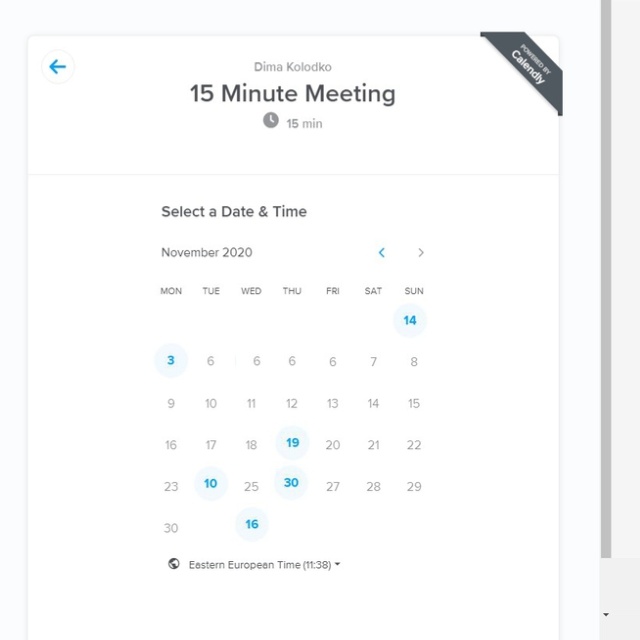 POWERED BY
Calendly
Dima Kolodko
15 Minute Meeting
15 min
Select a Date & Time
November 2020
MON TUE WED THU FRI SAT SUN
14
3 6 6 6 6 7 8
9 10 11 12 13 14 15
16 17 18 19 20 21 22
23 10 25 30 27 28 29
30 16
Eastern European Time (11:38)